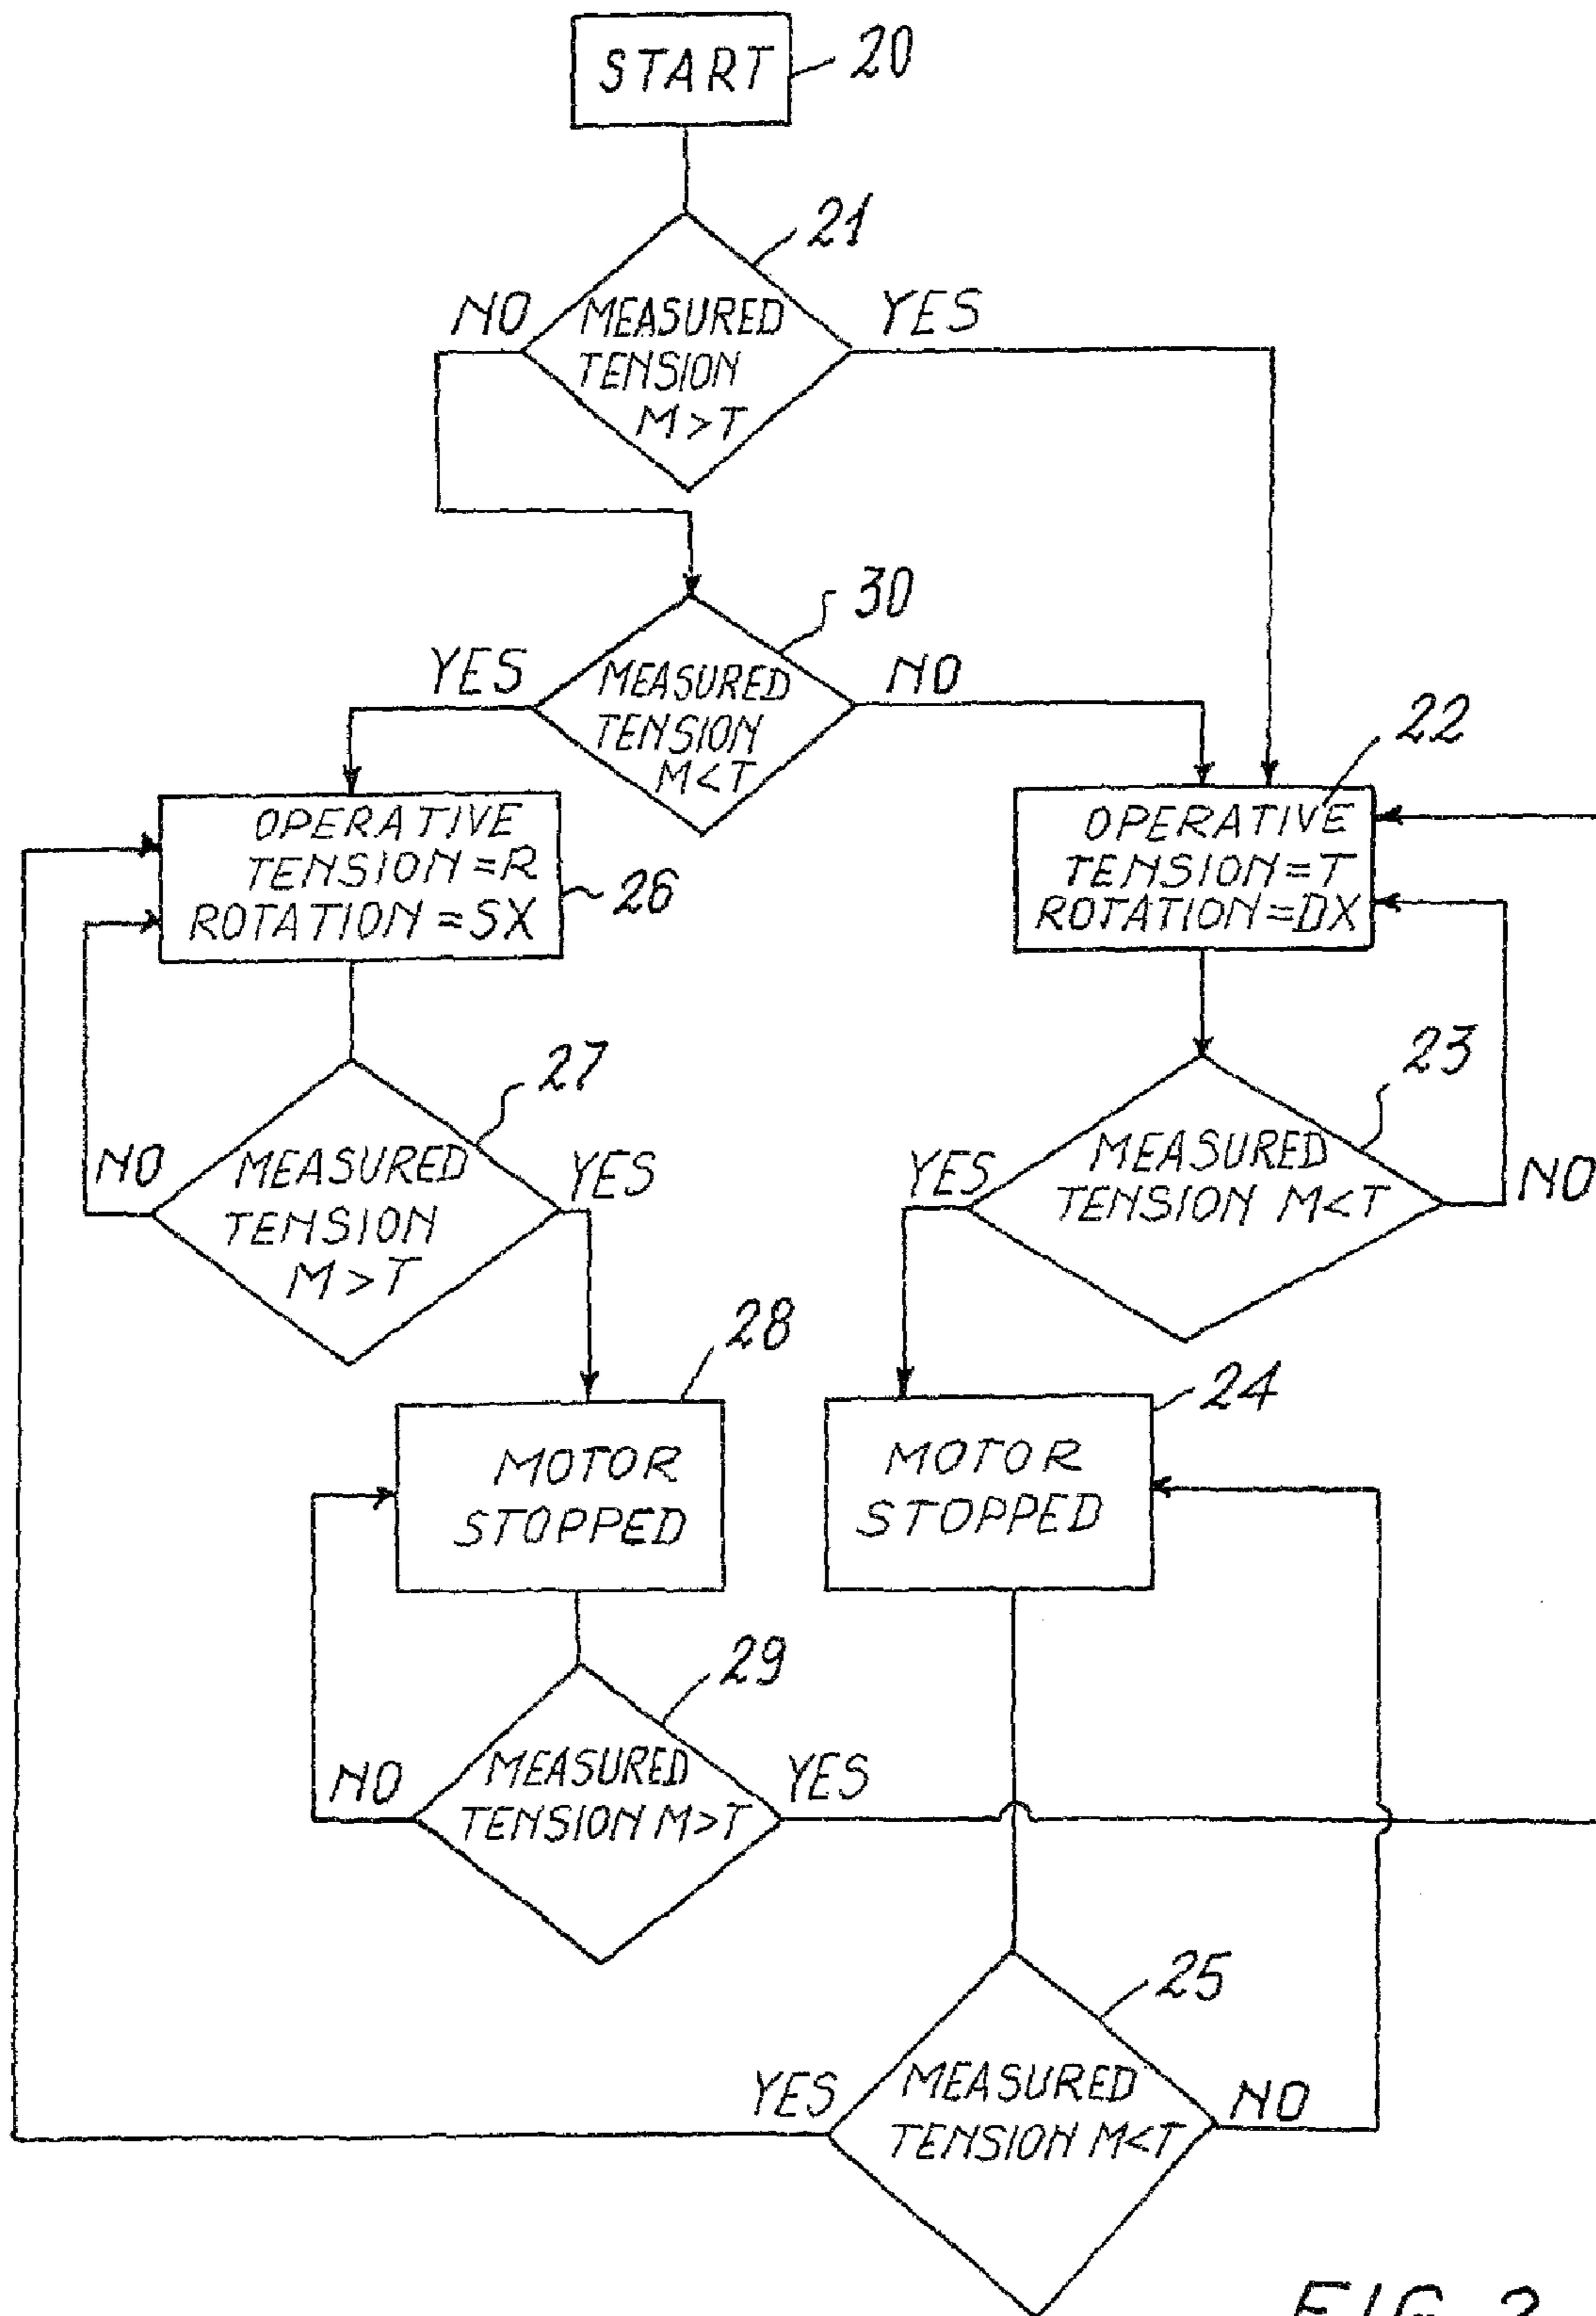 START
20
21
NO
MEASURED
TENSION
M>T
YES
30
YES
MEASURED
TENSION
M<T
NO
22
OPERATIVE
TENSION=R
ROTATION=SX
26
OPERATIVE
TENSION=T
ROTATION=DX
27
23
NO
MEASURED
TENSION
M>T
YES
YES
MEASURED
TENSION M<T
NO
28
24
MOTOR
STOPPED
MOTOR
STOPPED
29
NO
MEASURED
TENSION M>T
YES
25
YES
MEASURED
TENSION M<T
NO